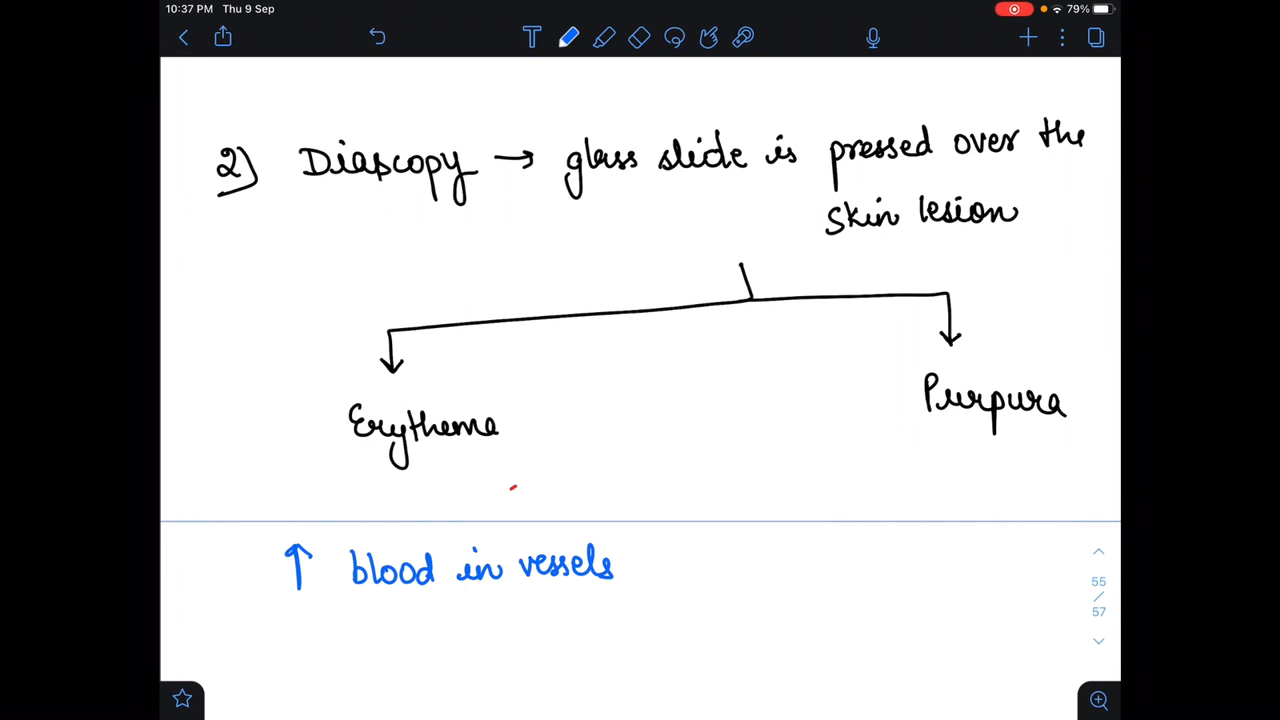 10:37 PM Thu 9 Sep
79%
2) Diascopy → glass slide is pressed over the
skin lesion
Erythema
Purpura
↑ blood in vessels
55
/
57